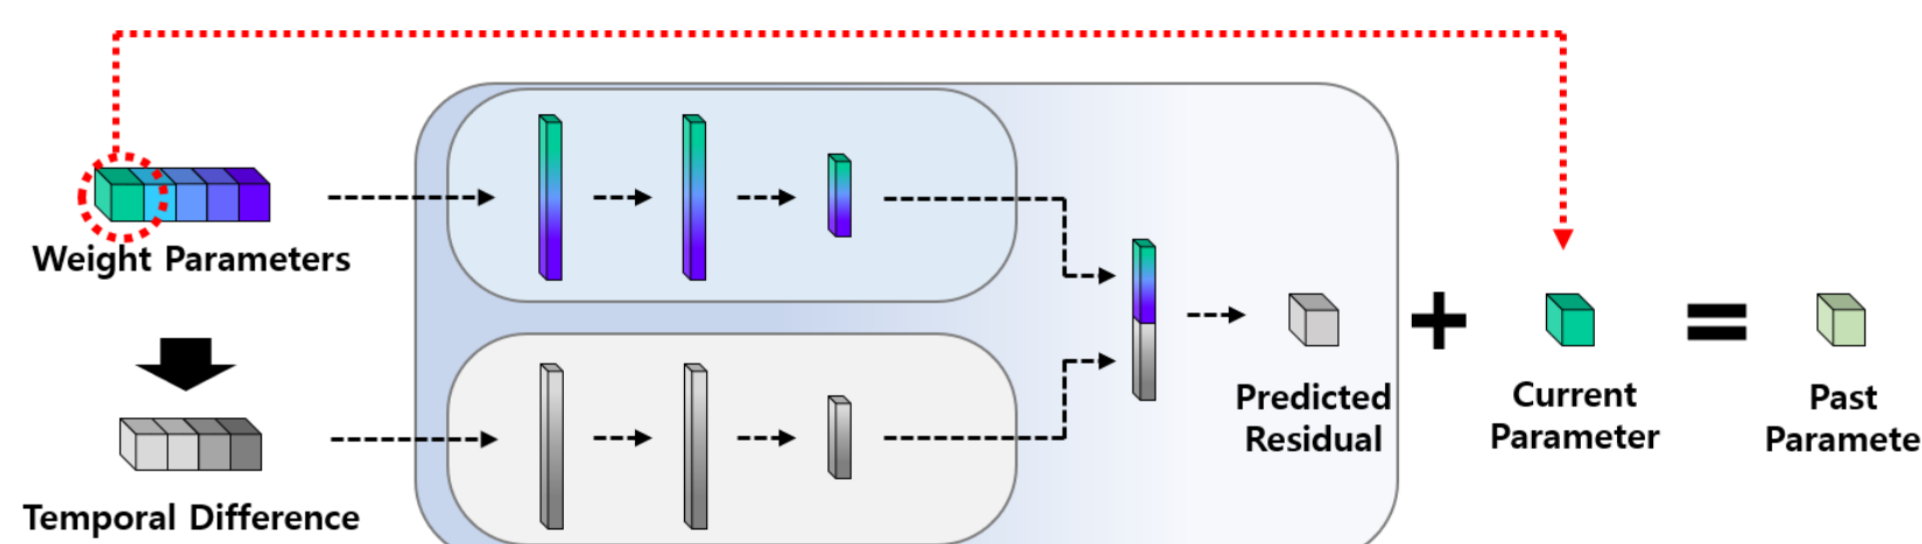 Weight Parameters
Temporal Difference
Predicted
Residual
Current
Parameter
Past
Paramete